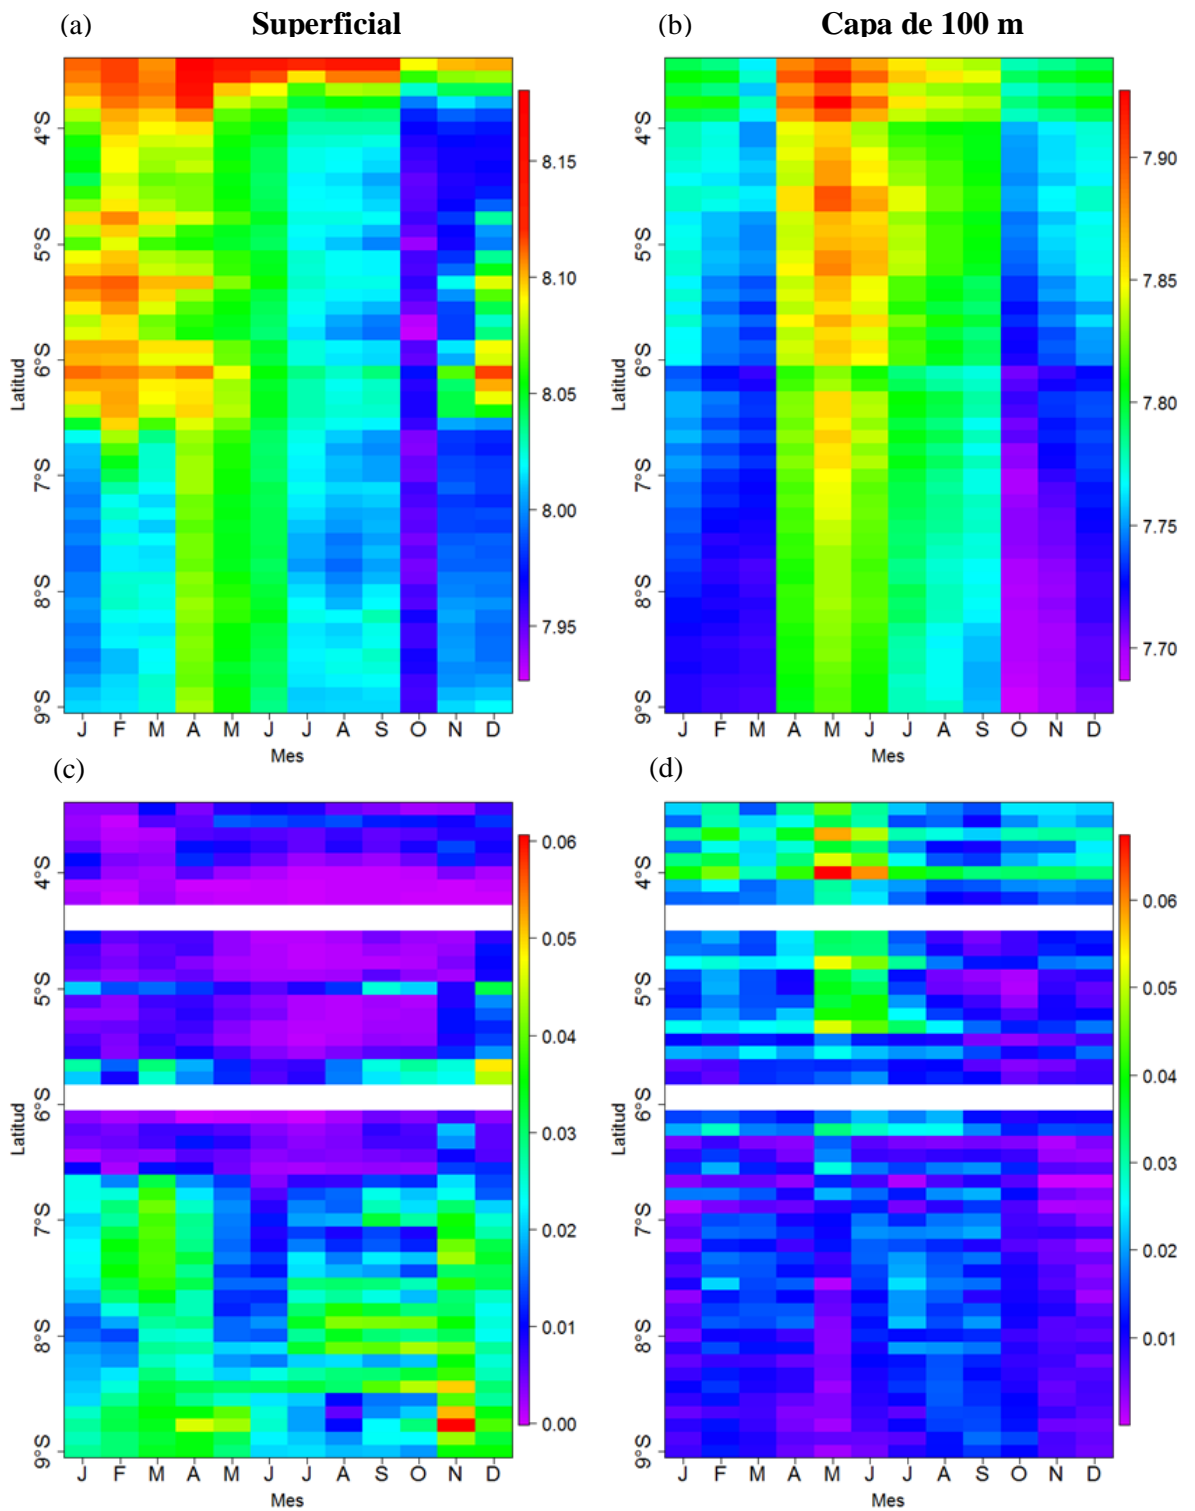 (a) Superficial
(b) Capa de 100 m
4°S
5°S
6°S
7°S
8°S
9°S
Latitud
J F M A M J J A S O N D
Mes
8.15
8.10
8.05
8.00
7.95
4°S
5°S
6°S
7°S
8°S
9°S
Latitud
J F M A M J J A S O N D
Mes
7.90
7.85
7.80
7.75
7.70
(c)
4°S
5°S
6°S
7°S
8°S
9°S
Latitud
J F M A M J J A S O N D
Mes
0.06
0.05
0.04
0.03
0.02
0.01
0.00
(d)
4°S
5°S
6°S
7°S
8°S
9°S
Latitud
J F M A M J J A S O N D
Mes
0.06
0.05
0.04
0.03
0.02
0.01